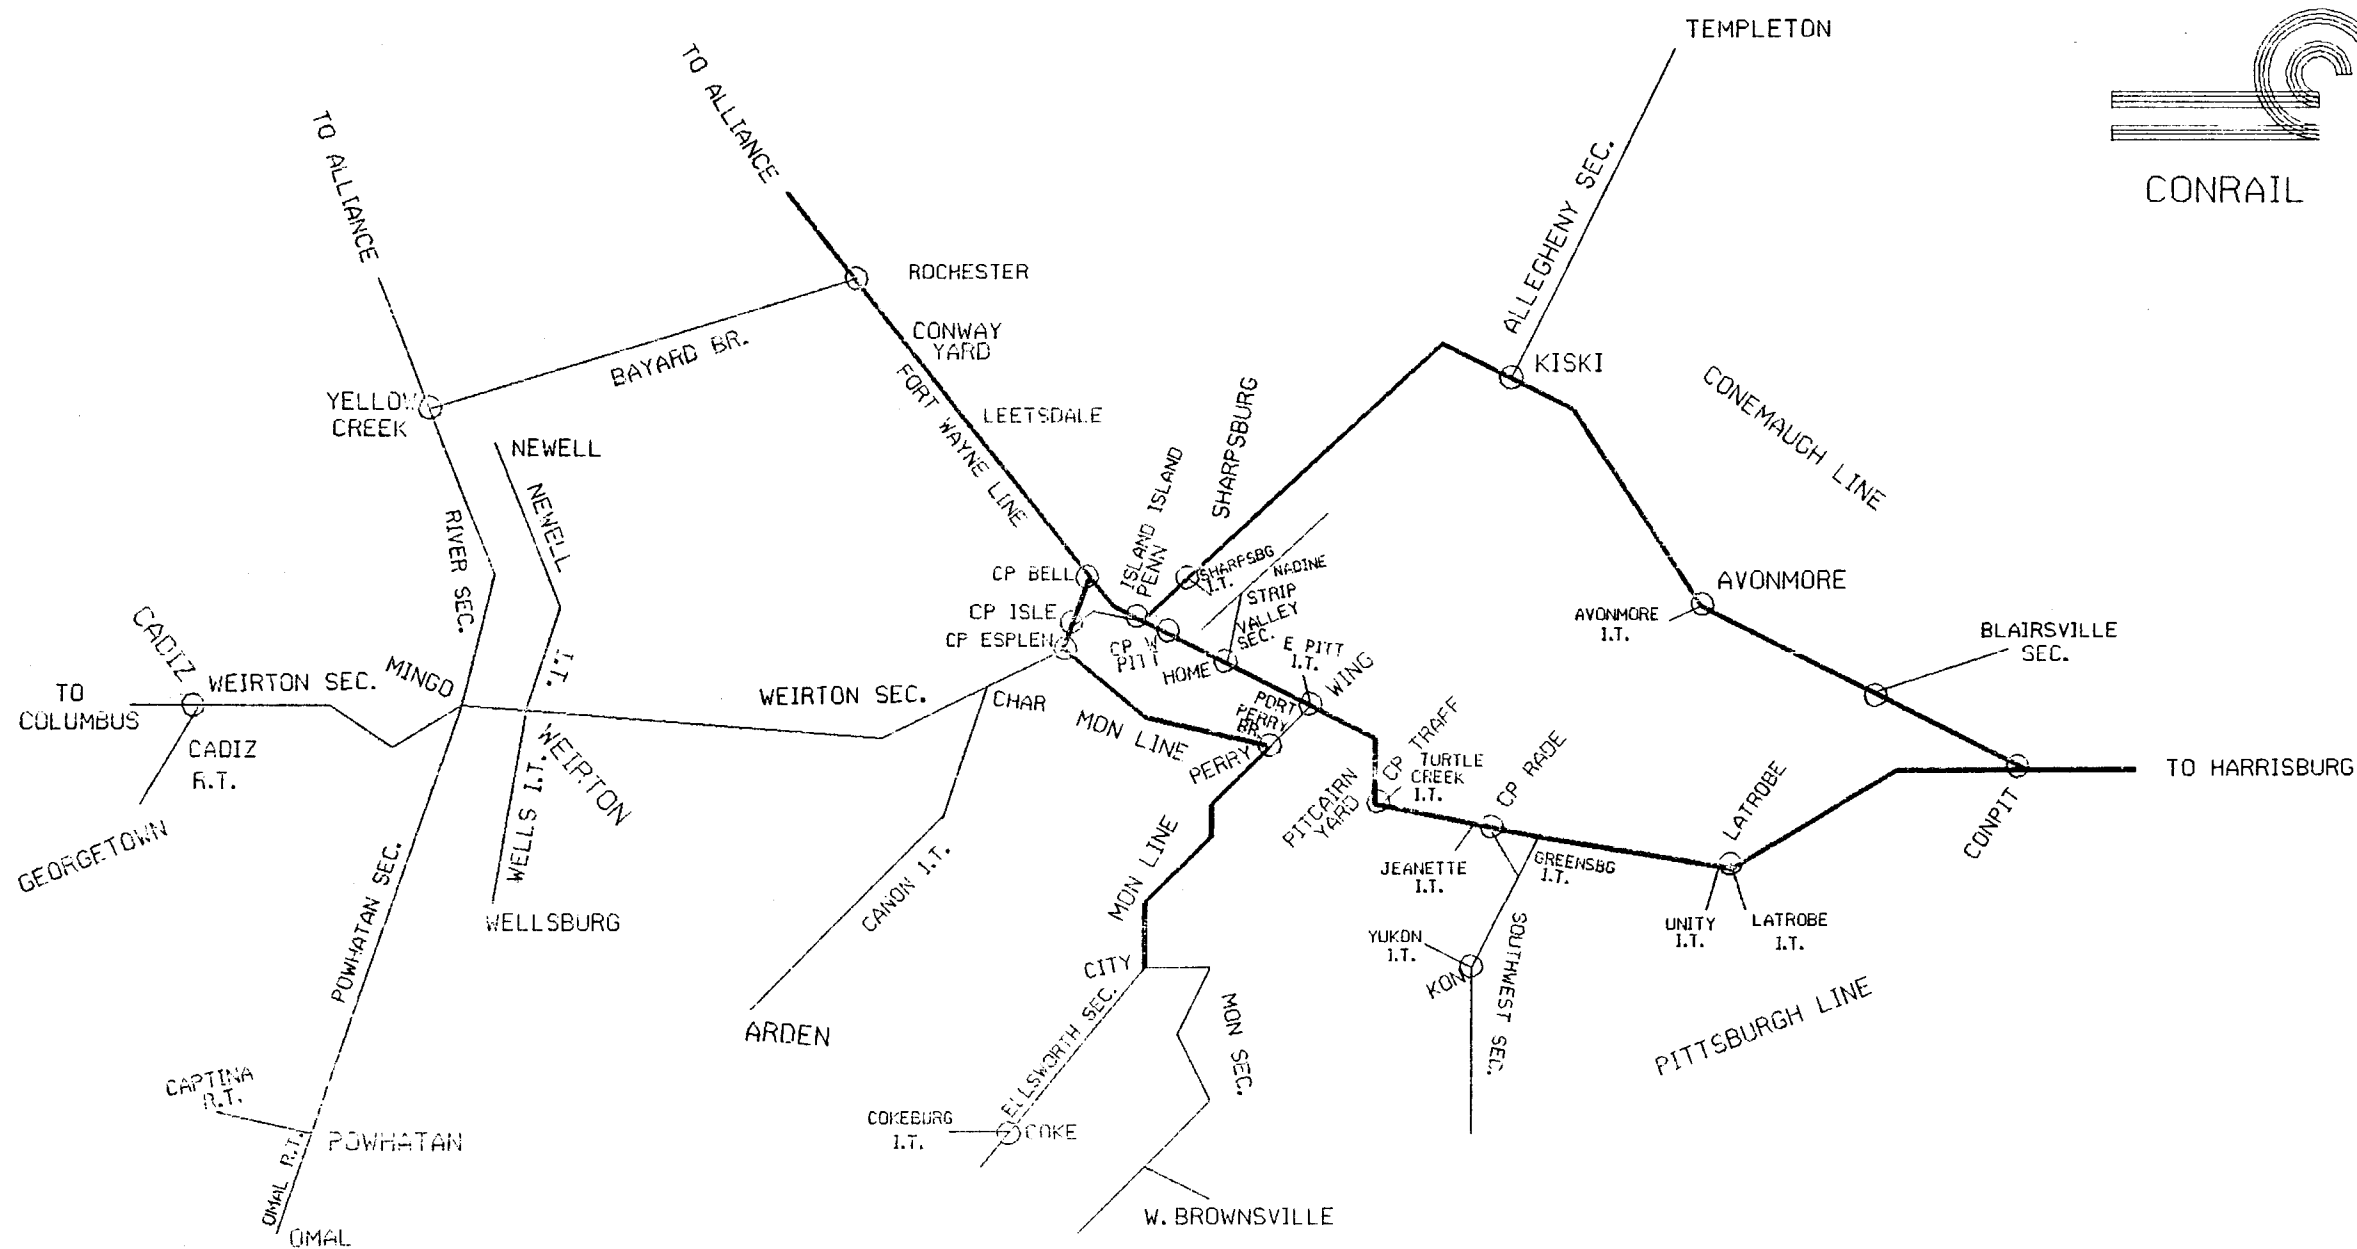 TEMPLETON
CONRAIL
TO ALLIANCE
TO ALLIANCE
ALLEGHENY SEC.
ROCHESTER
CONWAY
YARD
BAYARD BR.
FORT WAYNE LINE
LEETSDALE
KISKI
CONEMAUGH LINE
YELLOW
CREEK
NEWELL
NEWELL
I.T.
RIVER SEC.
SHARPSBURG
ISLAND ISLAND
PENN
CP BELL
SHARPSBG
I.T.
NADINE
STRIP
VALLEY
SEC.
AVONMORE
AVONMORE
I.T.
CP ISLE
CP ESPLEN
CP W
PITT
HOME
E PITT
I.T.
WING
BLAIRSVILLE
SEC.
CADIZ
WEIRTON SEC.
MINGO
TO
COLUMBUS
WEIRTON SEC.
CHAR
MON LINE
PORT
PERRY
BR.
PERRY
CADIZ
R.T.
WEIRTON
WELLS I.T.
CP TRAFF
TURTLE
CREEK
I.T.
PITCAIRN
YARD
CP RADE
LATROBE
CONPIT
TO HARRISBURG
GEORGETOWN
POWHATAN SEC.
WELLSBURG
CANON I.T.
MON LINE
JEANETTE
I.T.
GREENSBG
I.T.
UNITY
I.T.
LATROBE
I.T.
YUKON
I.T.
KON
SOUTHWEST SEC.
CITY
ARDEN
ELLSWORTH SEC.
MON SEC.
PITTSBURGH LINE
CAPTINA
R.T.
POWHATAN
COKEBURG
I.T.
COKE
OMAL R.T.
OMAL
W. BROWNSVILLE